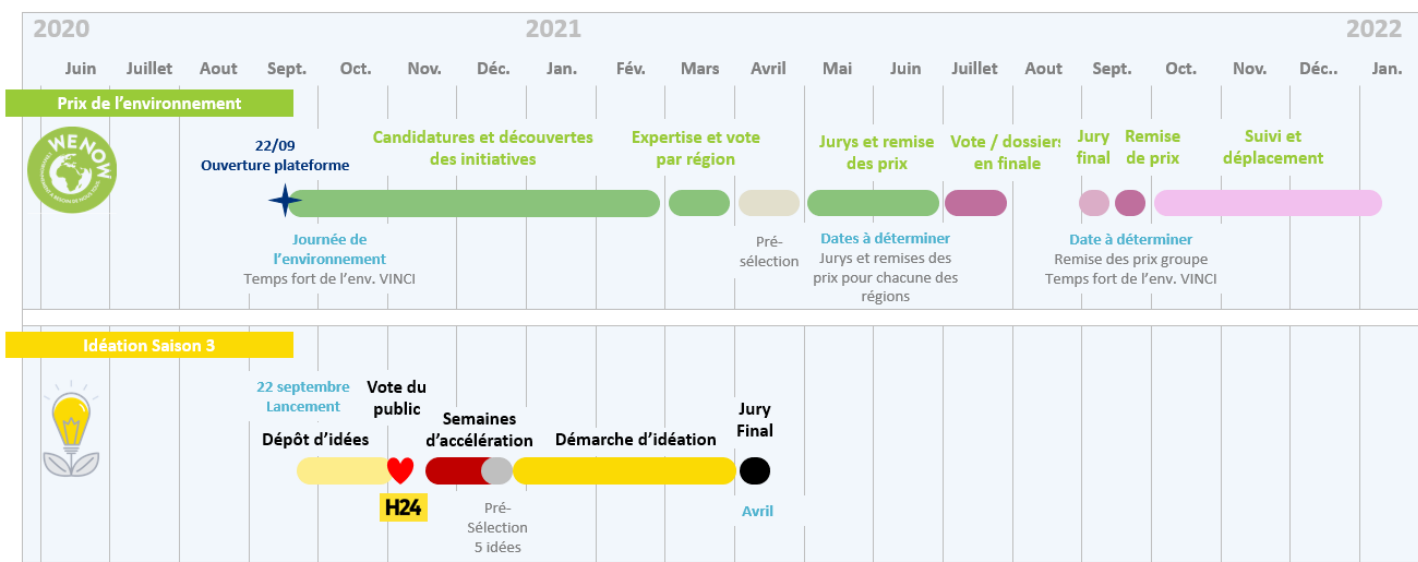 2020
2021
2022
Juin Juillet Aout Sept. Oct. Nov. Déc. Jan. Fév. Mars Avril Mai Juin Juillet Aout Sept. Oct. Nov. Déc.. Jan.
Prix de l'environnement
WE NOW
22/09
Ouverture plateforme
Candidatures et découvertes
des initiatives
Expertise et vote
par région
Jurys et remise
des prix
Vote / dossiers
en finale
Jury
final
Remise
de prix
Suivi et
déplacement
Journée de
l'environnement
Temps fort de l'env. VINCI
Pré-
sélection
Dates à déterminer
Jurys et remises des
prix pour chacune des
régions
Date à déterminer
Remise des prix groupe
Temps fort de l'env. VINCI
Idéation Saison 3
22 septembre
Lancement
Dépôt d'idées
Vote du
public
H24
Semaines
d'accélération
Pré-
Sélection
5 idées
Démarche d'idéation
Jury
Final
Avril